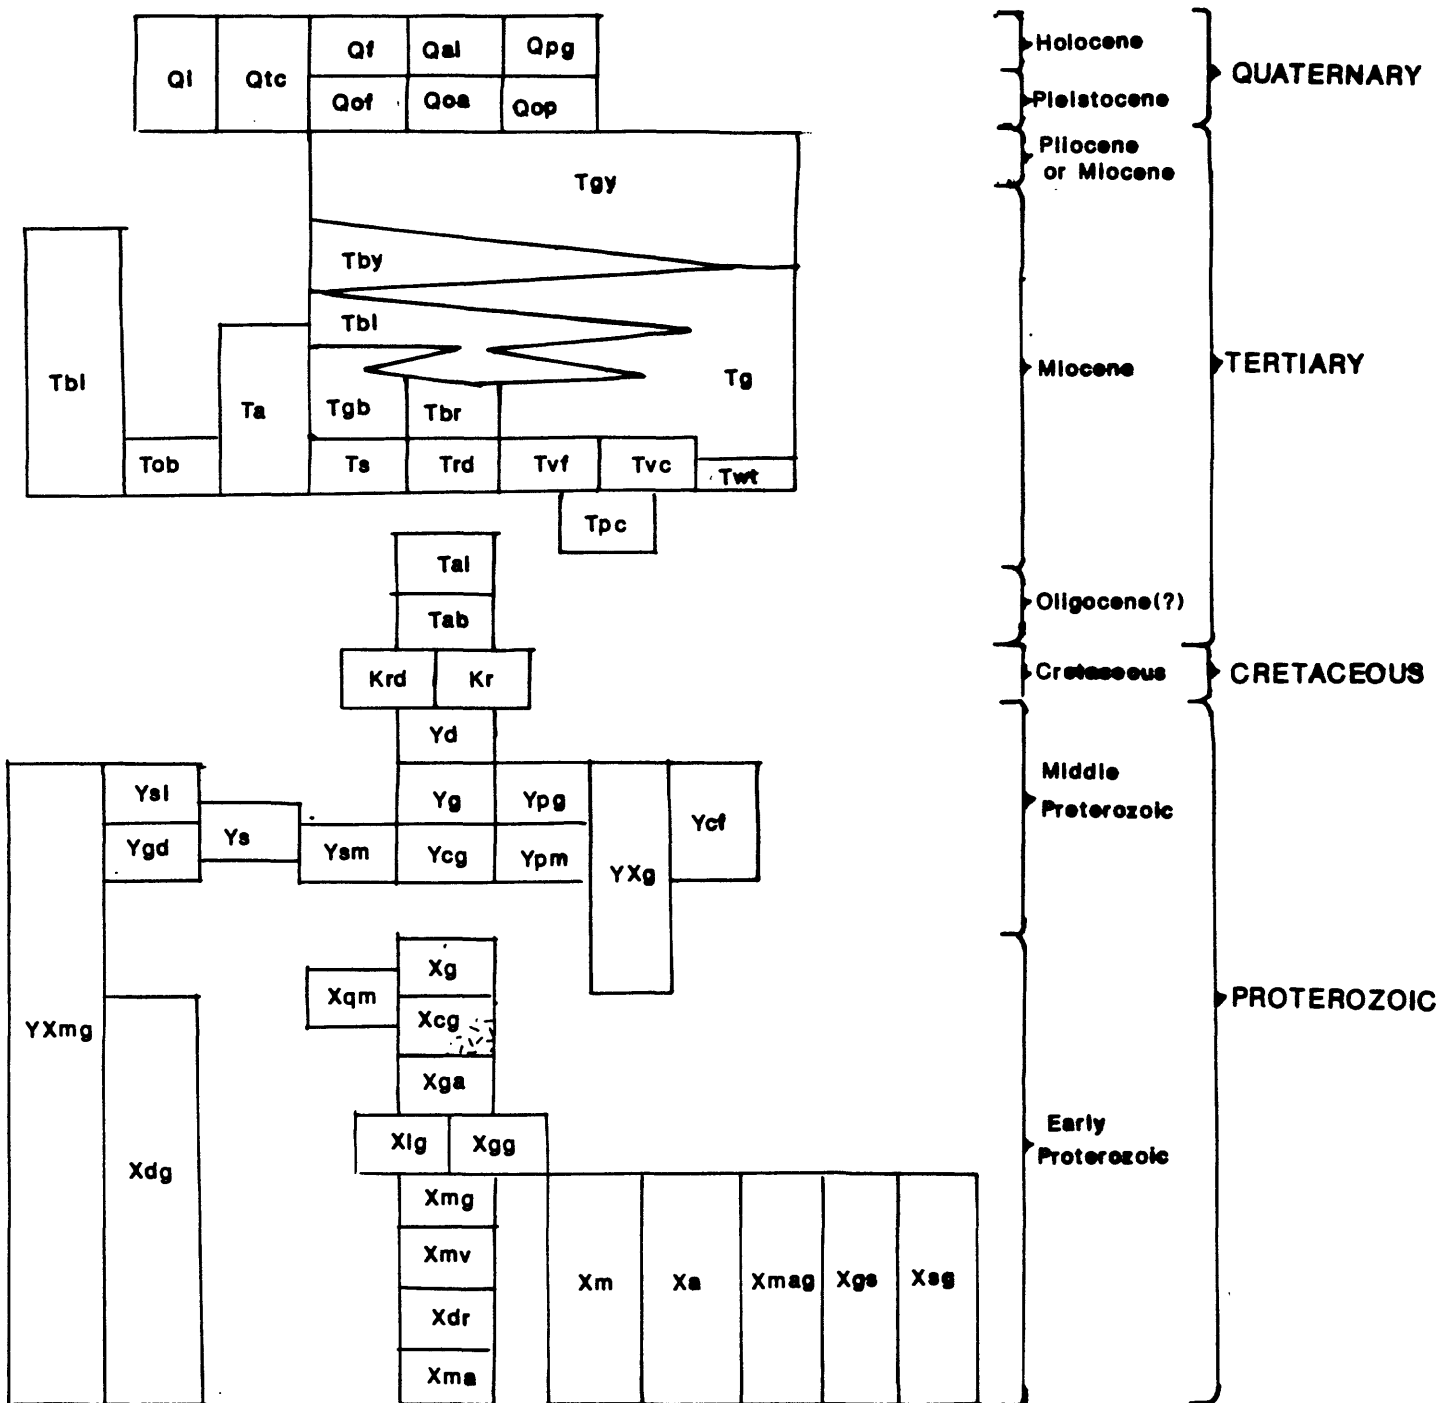 Ql
Qtc
Qf
Qal
Qpg
Qof
Qoa
Qop
Holocene
Pleistocene
QUATERNARY
Pliocene
or Miocene
Tgy
Tby
Tbl
Tbl
Ta
Tgb
Tbr
Tg
Miocene
TERTIARY
Tob
Ts
Trd
Tvf
Tvc
Twt
Tpc
Tal
Tab
Oligocene(?)
Krd
Kr
Cretaceous
CRETACEOUS
Yd
Ysl
Yg
Ypg
Ycf
Middle
Preterozoic
Ygd
Ys
Ysm
Ycg
Ypm
YXg
Xg
Xqm
Xcg
Xga
YXmg
PROTEROZOIC
Xlg
Xgg
Early
Proterozoic
Xdg
Xmg
Xmv
Xm
Xa
Xmag
Xgs
Xsg
Xdr
Xma